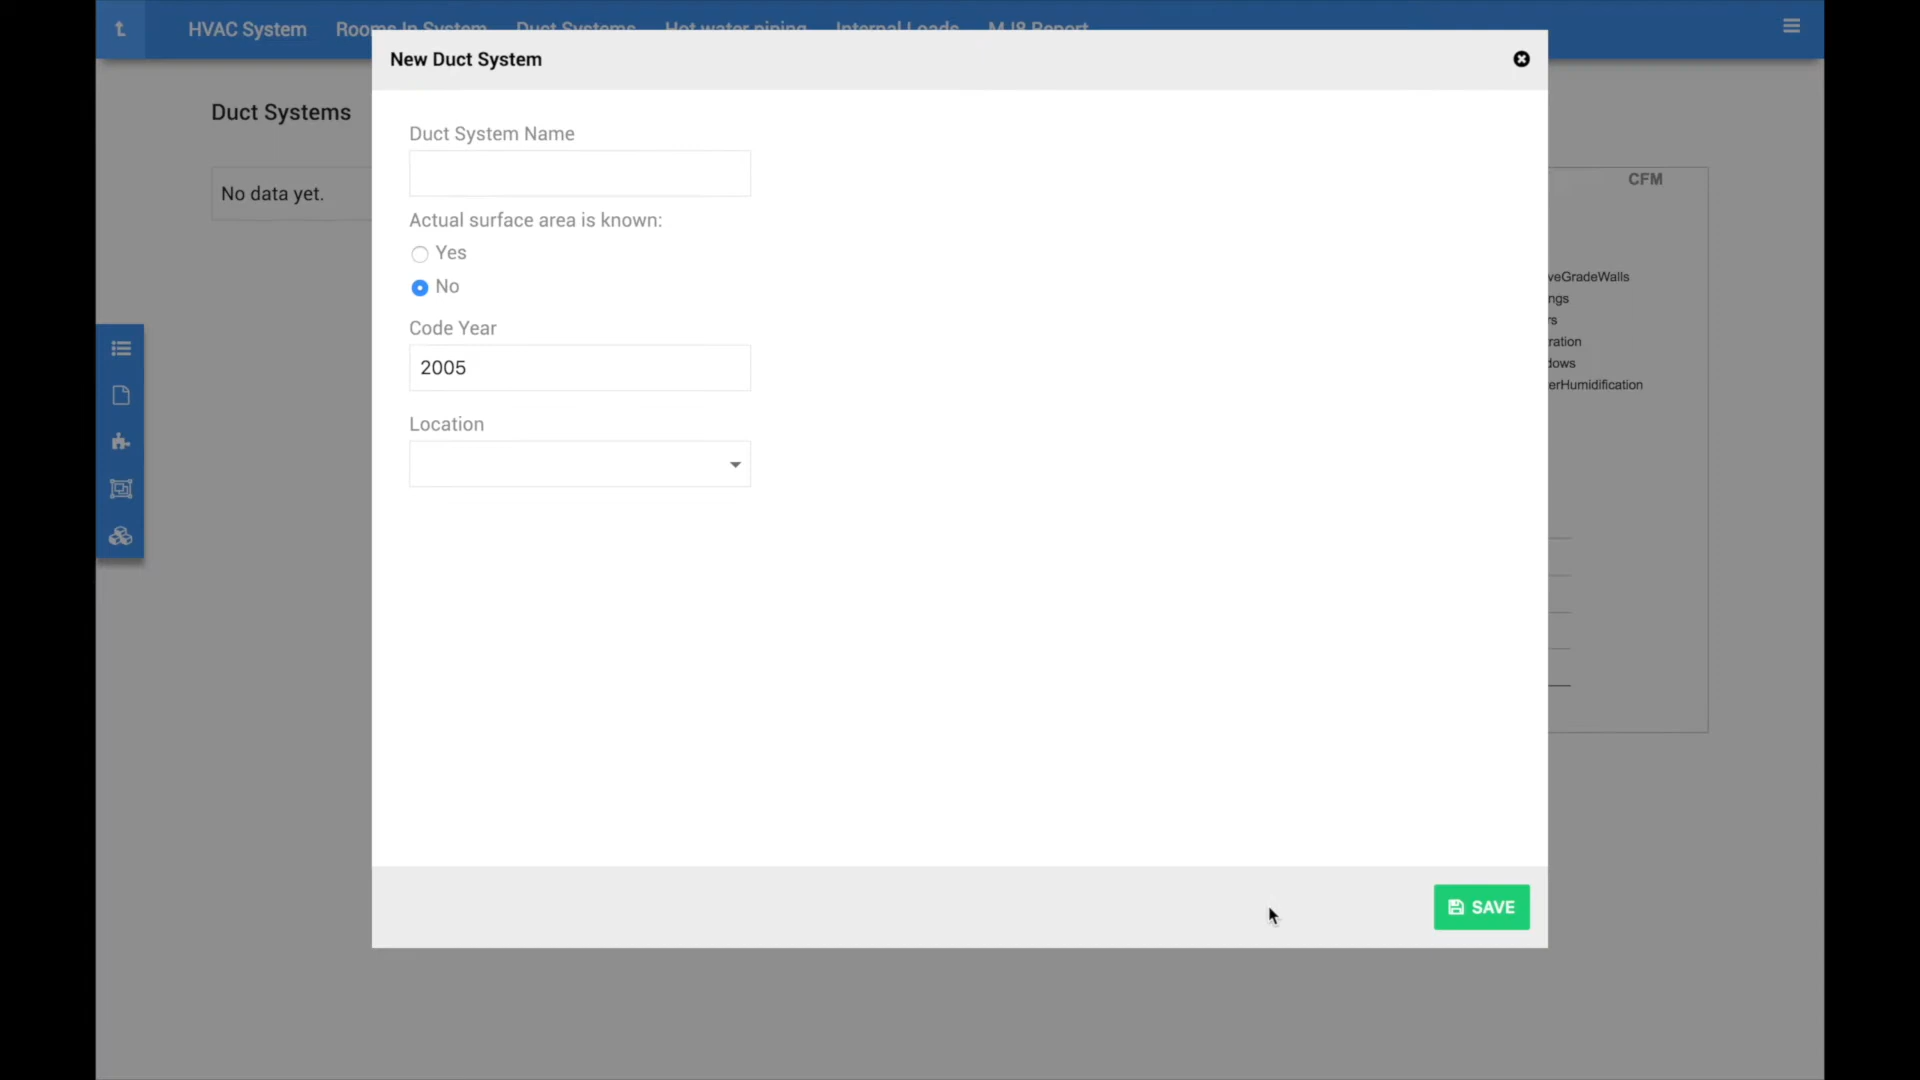 t
HVAC System
Rooms In System
Duct Systems
Hot water piping
Internal Loads
MJ8 Report
New Duct System
Duct Systems
No data yet.
Duct System Name
Actual surface area is known:
Yes
No
Code Year
2005
Location
CFM
veGradeWalls
ngs
rs
ration
dows
erHumidification
SAVE